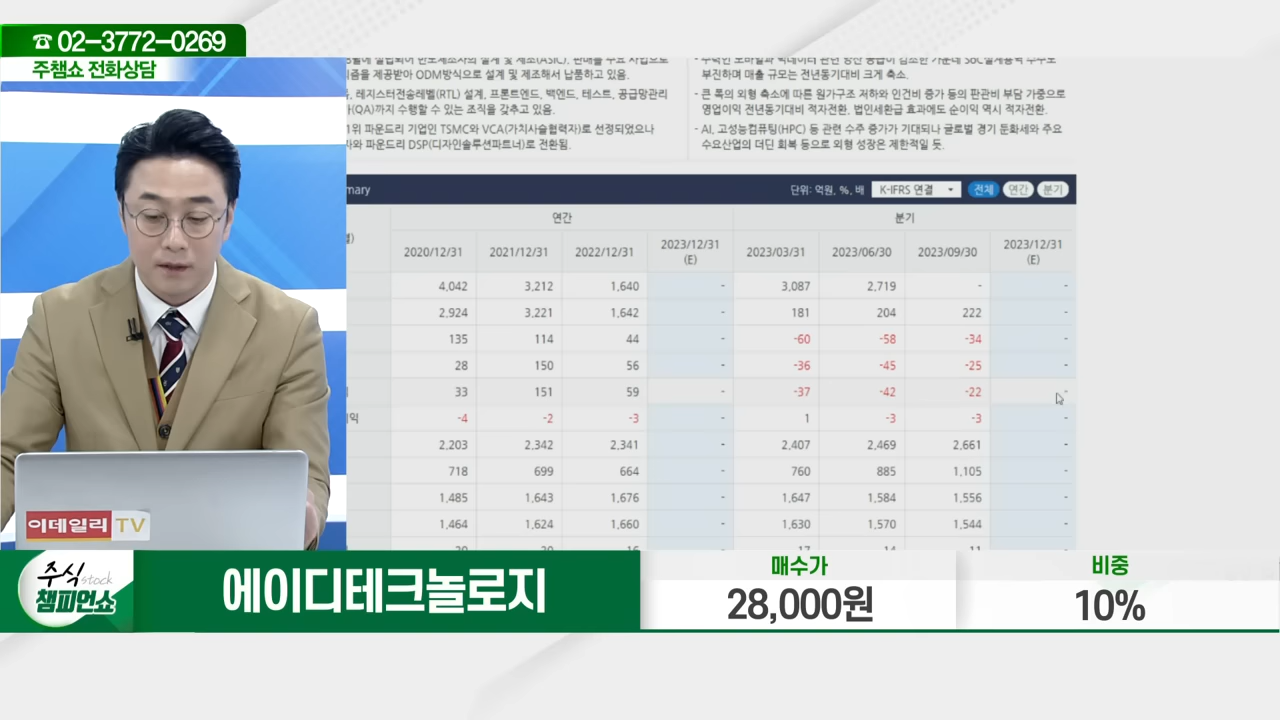 ☎ 02-3772-0269
주챔쇼 전화상담
즘을 제공받아 ODM방식으로 설계 및 제조해서 납품하고 있음.
레지스터전송레벨(RTL) 설계, 프론트엔드, 백엔드, 테스트, 공급망관리
(QA)까지 수행할 수 있는 조직을 갖추고 있음.
1위 파운드리 기업인 TSMC와 VCA(가치사슬협력자)로 선정되었으나
와 파운드리 DSP(디자인솔루션파트너)로 전환됨.
부진하며 매출 규모는 전년동기대비 크게 축소.
- 큰 폭의 외형 축소에 따른 원가구조 저하와 인건비 증가 등의 판관비 부담 가중으로
영업이익 전년동기대비 적자전환. 법인세환급 효과에도 순이익 역시 적자전환.
- AI, 고성능컴퓨팅(HPC) 등 관련 수주 증가가 기대되나 글로벌 경기 둔화세와 주요
수요산업의 더딘 회복 등으로 외형 성장은 제한적일 듯.
mary 단위: 억원, %, 배 K-IFRS 연결 전체 연간 분기
연간 분기
2020/12/31 2021/12/31 2022/12/31 2023/12/31 (E) 2023/03/31 2023/06/30 2023/09/30 2023/12/31 (E)
4,042 3,212 1,640 - 3,087 2,719 - -
2,924 3,221 1,642 - 181 204 222 -
135 114 44 - -60 -58 -34 -
28 150 56 - -36 -45 -25 -
33 151 59 - -37 -42 -22 -
익 -4 -2 -3 - 1 -3 -3 -
2,203 2,342 2,341 - 2,407 2,469 2,661 -
718 699 664 - 760 885 1,105 -
1,485 1,643 1,676 - 1,647 1,584 1,556 -
1,464 1,624 1,660 - 1,630 1,570 1,544 -
이데일리 TV
주식 stock
챔피언쇼
에이디테크놀로지
매수가
28,000원
비중
10%